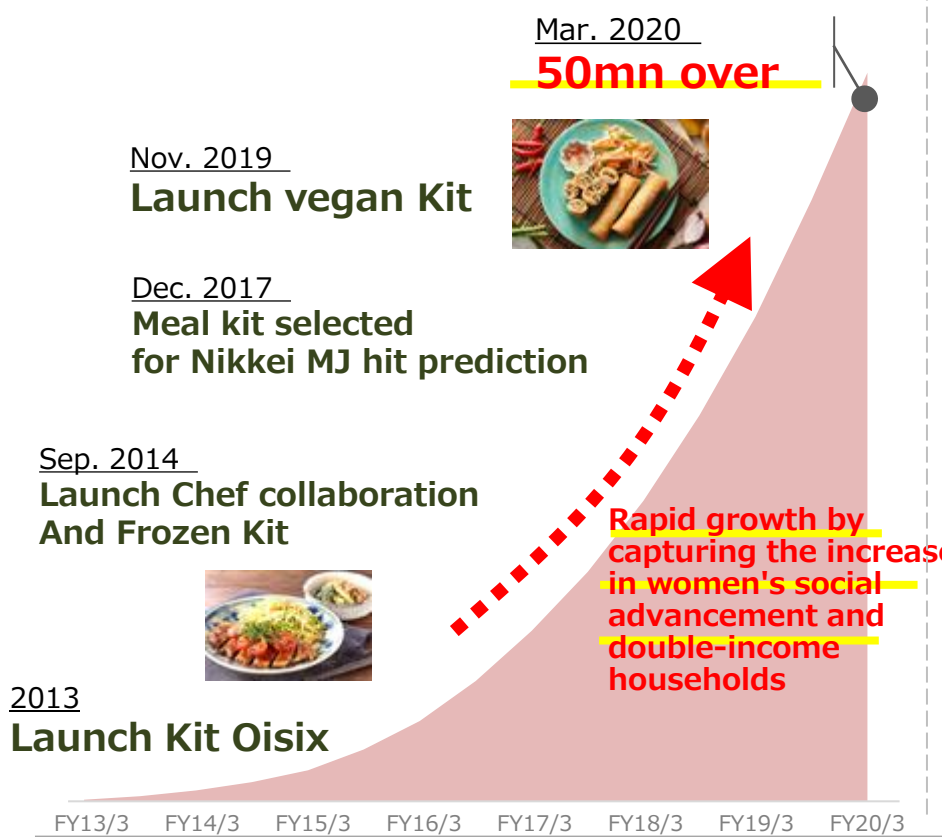 Mar. 2020
50mn over
Nov. 2019
Launch vegan Kit
Dec. 2017
Meal kit selected
for Nikkei MJ hit prediction
Sep. 2014
Launch Chef collaboration
And Frozen Kit
Rapid growth by
capturing the increase
in women's social
advancement and
double-income
households
2013
Launch Kit Oisix
FY13/3 FY14/3 FY15/3 FY16/3 FY17/3 FY18/3 FY19/3 FY20/3